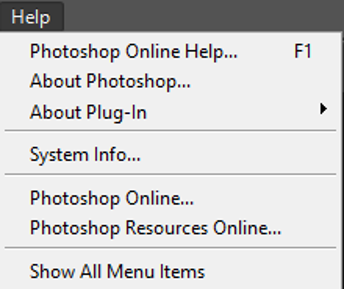 Help
Photoshop Online Help... F1
About Photoshop...
About Plug-In
System Info...
Photoshop Online...
Photoshop Resources Online...
Show All Menu Items